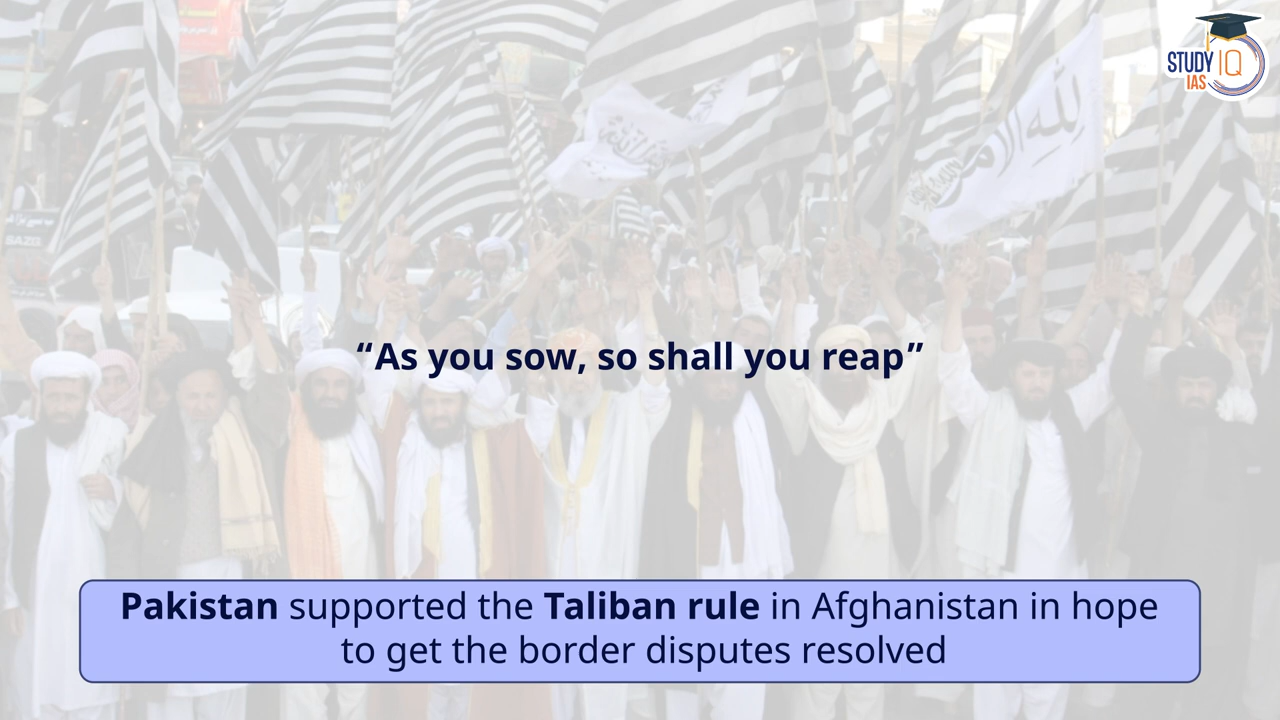 STUDY IQ
IAS
“As you sow, so shall you reap”
Pakistan supported the Taliban rule in Afghanistan in hope
to get the border disputes resolved